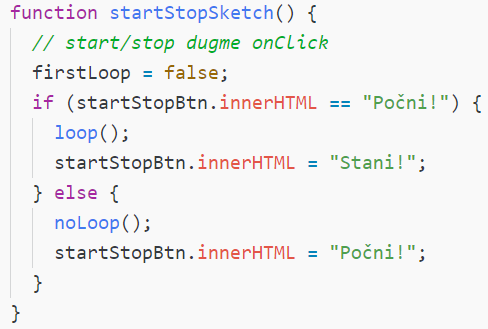 function startStopSketch() {
  // start/stop dugme onClick
  firstLoop = false;
  if (startStopBtn.innerHTML == "Počni!") {
    loop();
    startStopBtn.innerHTML = "Stani!";
  } else {
    noLoop();
    startStopBtn.innerHTML = "Počni!";
  }
}